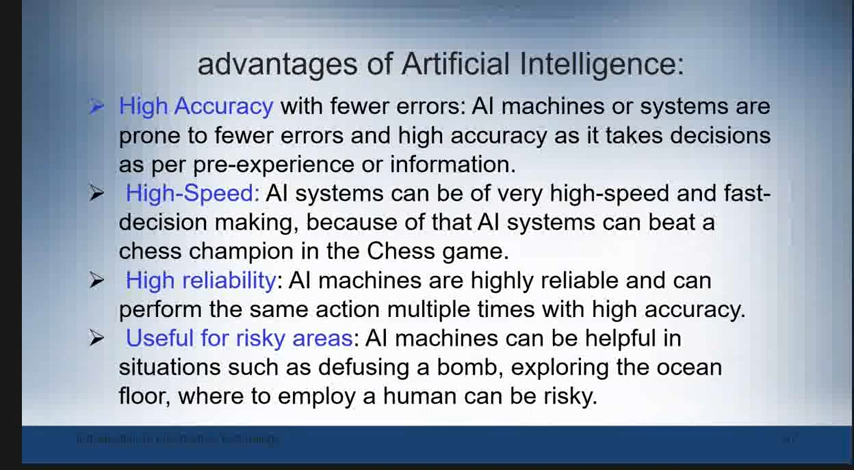 advantages of Artificial Intelligence:
➢ High Accuracy with fewer errors: AI machines or systems are
prone to fewer errors and high accuracy as it takes decisions
as per pre-experience or information.
➢ High-Speed: AI systems can be of very high-speed and fast-
decision making, because of that AI systems can beat a
chess champion in the Chess game.
➢ High reliability: AI machines are highly reliable and can
perform the same action multiple times with high accuracy.
➢ Useful for risky areas: AI machines can be helpful in
situations such as defusing a bomb, exploring the ocean
floor, where to employ a human can be risky.